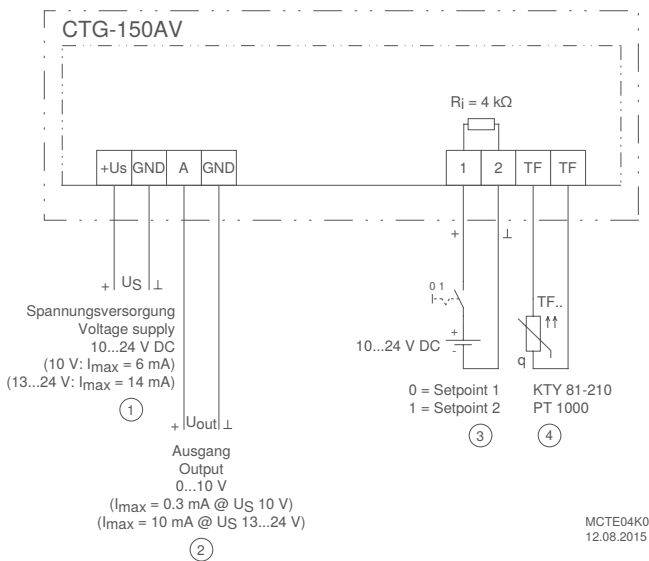 CTG-150AV
Ri = 4 kΩ
+Us GND A GND
1 2 TF TF
+ ⊥
+ US ⊥
Spannungsversorgung
Voltage supply
10...24 V DC
(10 V: Imax = 6 mA)
(13...24 V: Imax = 14 mA)
1
0 1
+
10...24 V DC
-
TF..
q
0 = Setpoint 1
1 = Setpoint 2
3
KTY 81-210
PT 1000
4
+ Uout ⊥
Ausgang
Output
0...10 V
(Imax = 0.3 mA @ US 10 V)
(Imax = 10 mA @ US 13...24 V)
2
MCTE04K0
12.08.2015